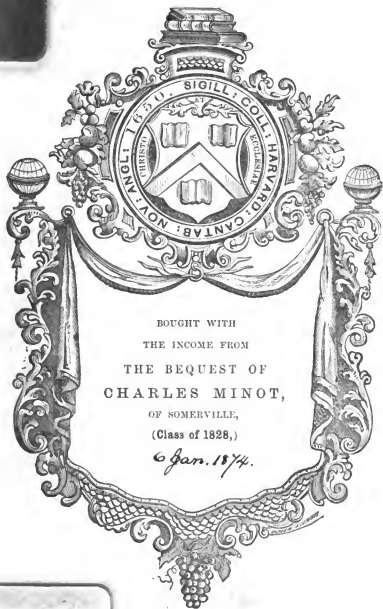 SIGILL: COLL: HARVARD: CANTAB: NOV: ANGL: 1650.
CHRISTO
ET
ECCLESIAE
BOUGHT WITH
THE INCOME FROM
THE BEQUEST OF
CHARLES MINOT,
OF SOMERVILLE,
(Class of 1828,)
6 Jan. 1874.